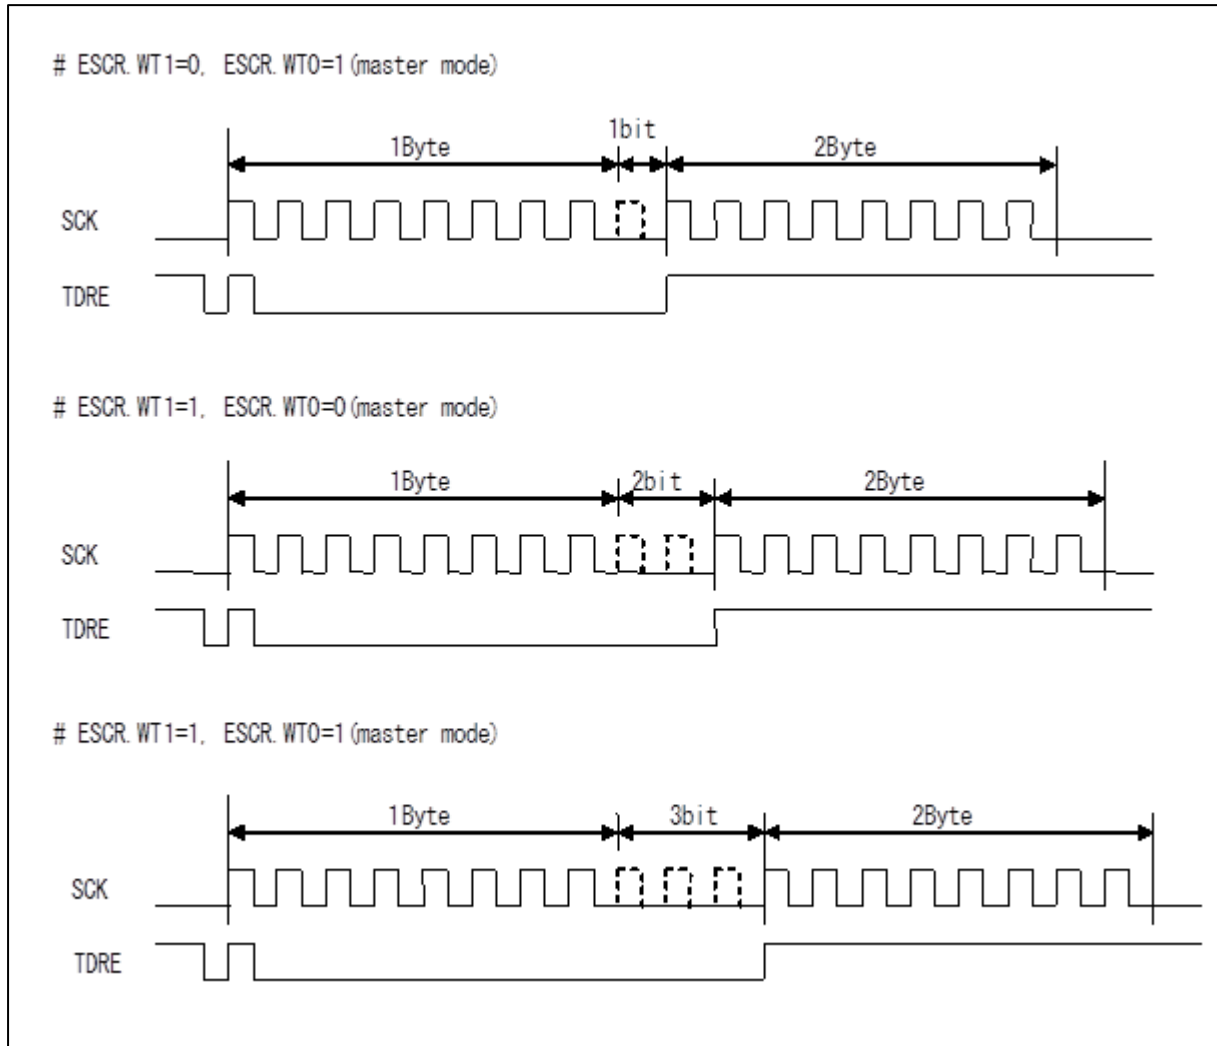 # ESCR.WT1=0, ESCR.WT0=1(master mode)
1Byte 1bit 2Byte
SCK
TDRE
# ESCR.WT1=1, ESCR.WT0=0(master mode)
1Byte 2bit 2Byte
SCK
TDRE
# ESCR.WT1=1, ESCR.WT0=1(master mode)
1Byte 3bit 2Byte
SCK
TDRE